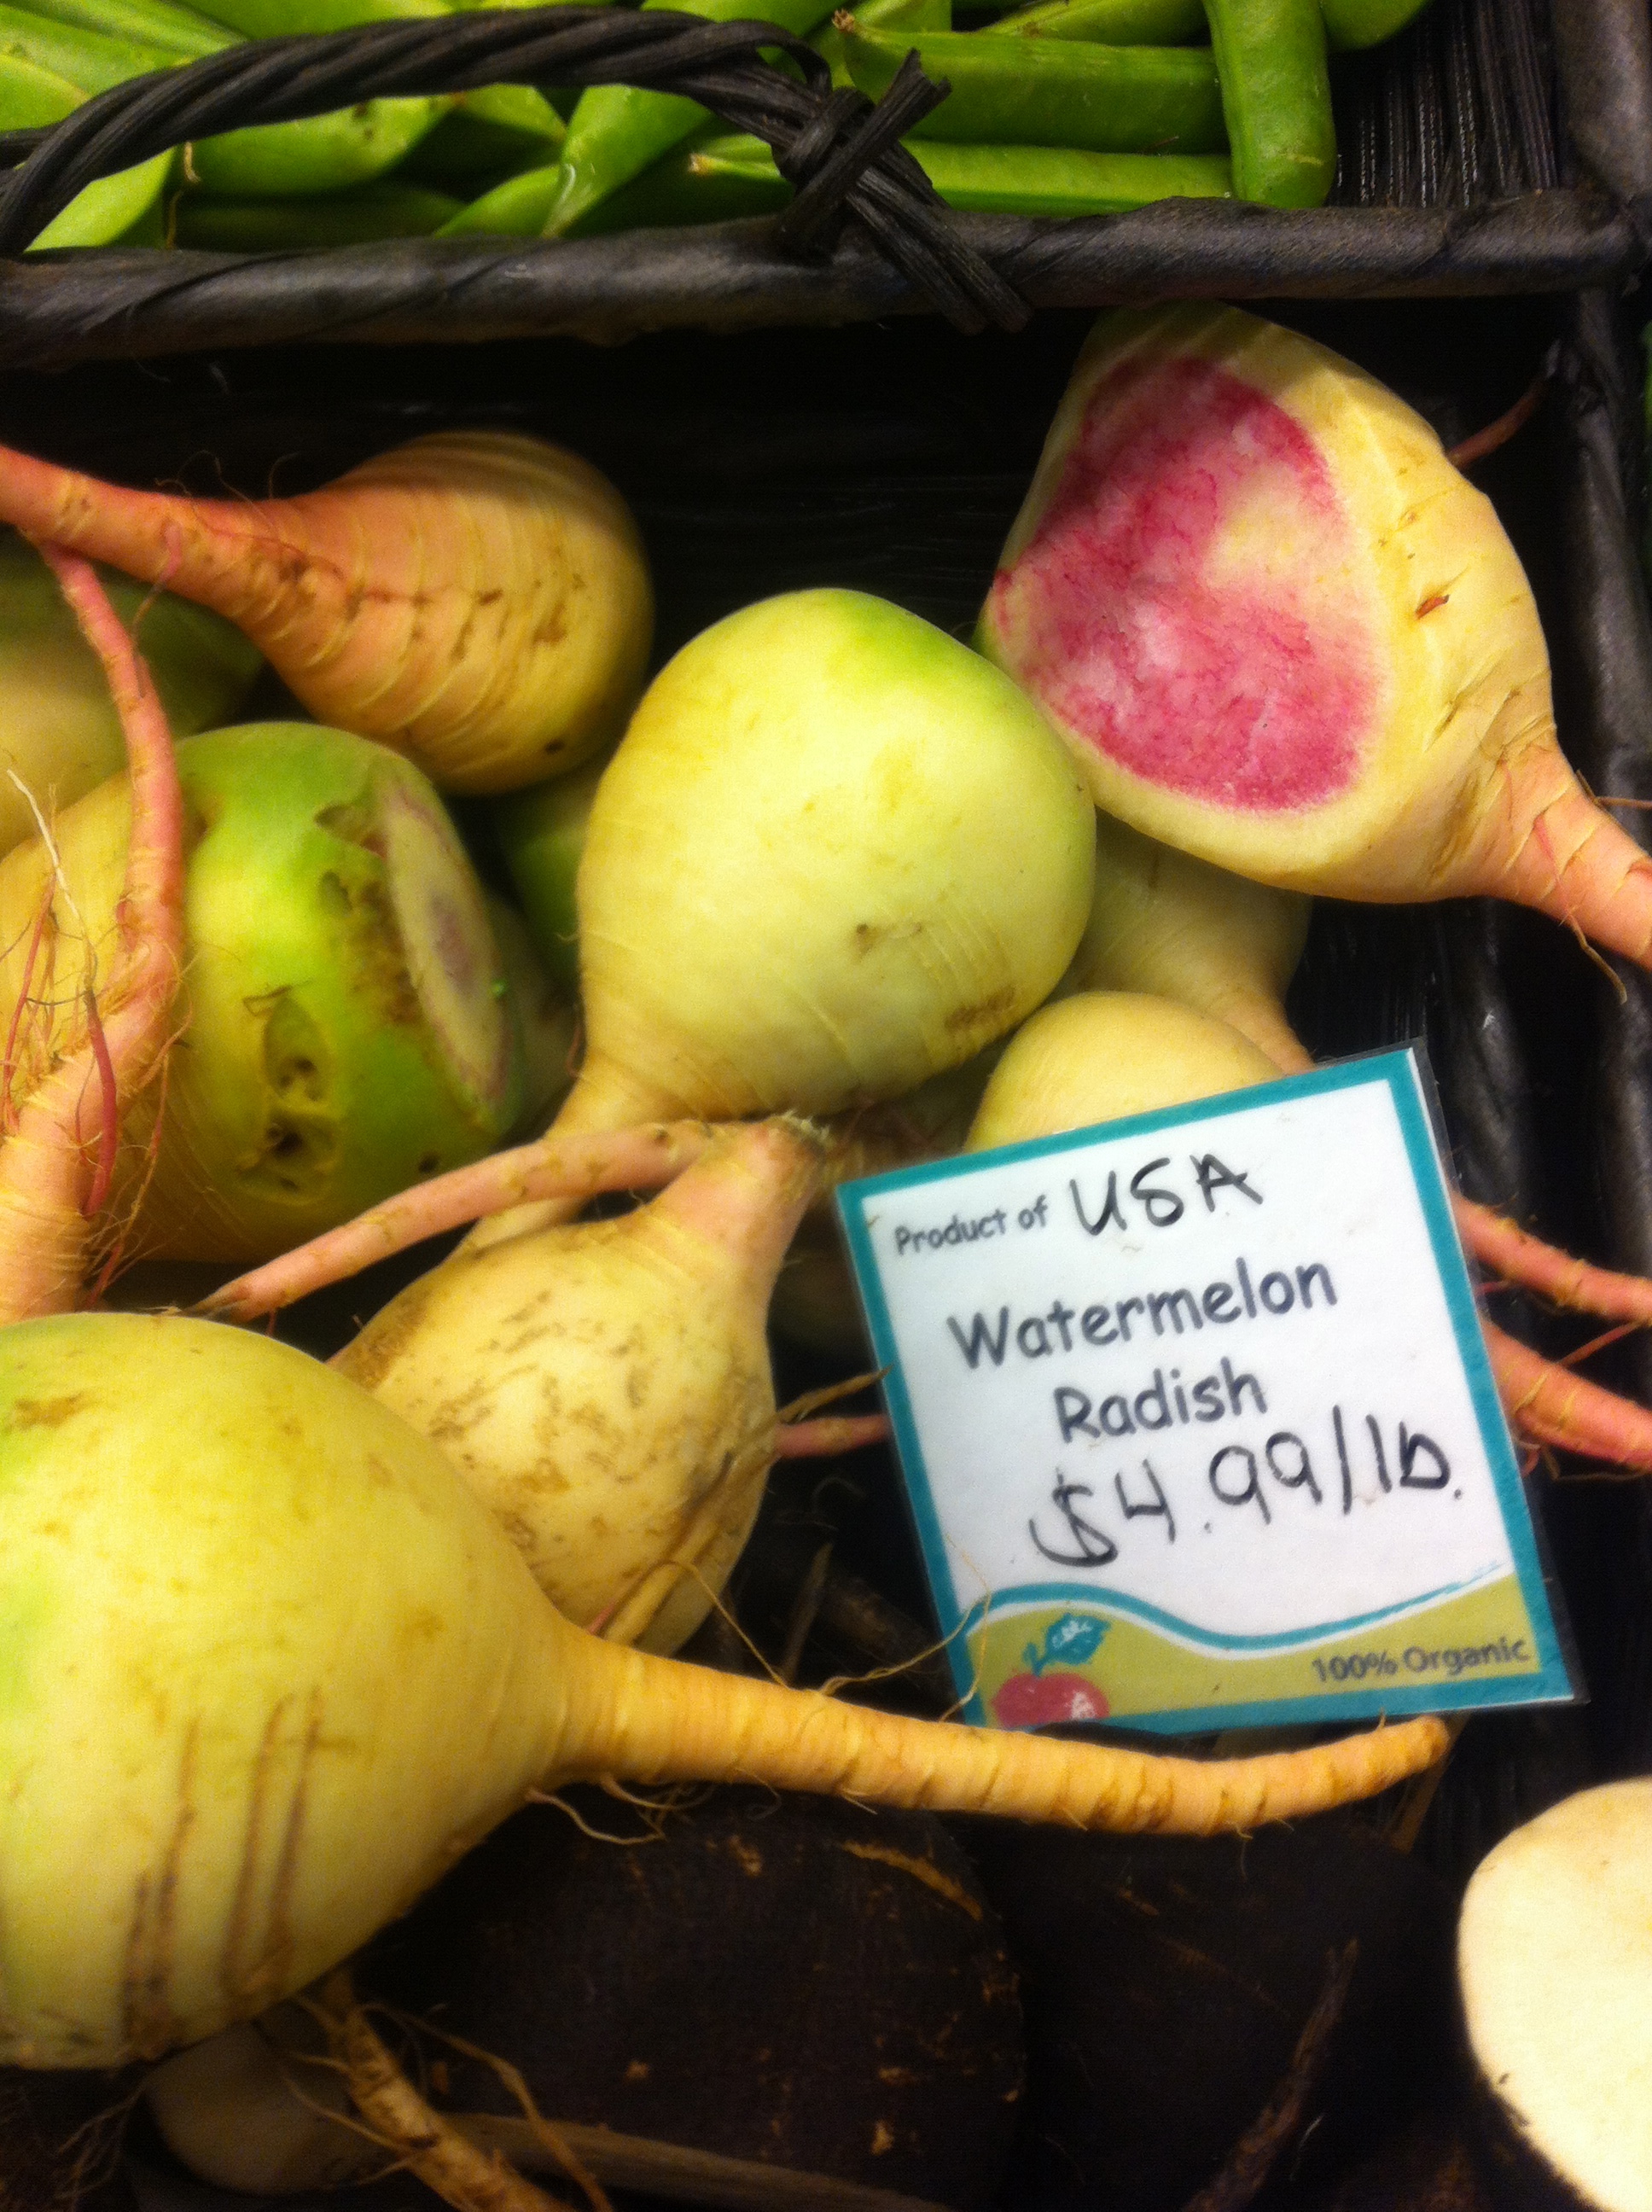 Product of USA
Watermelon
Radish
$4.99/lb.
100% Organic